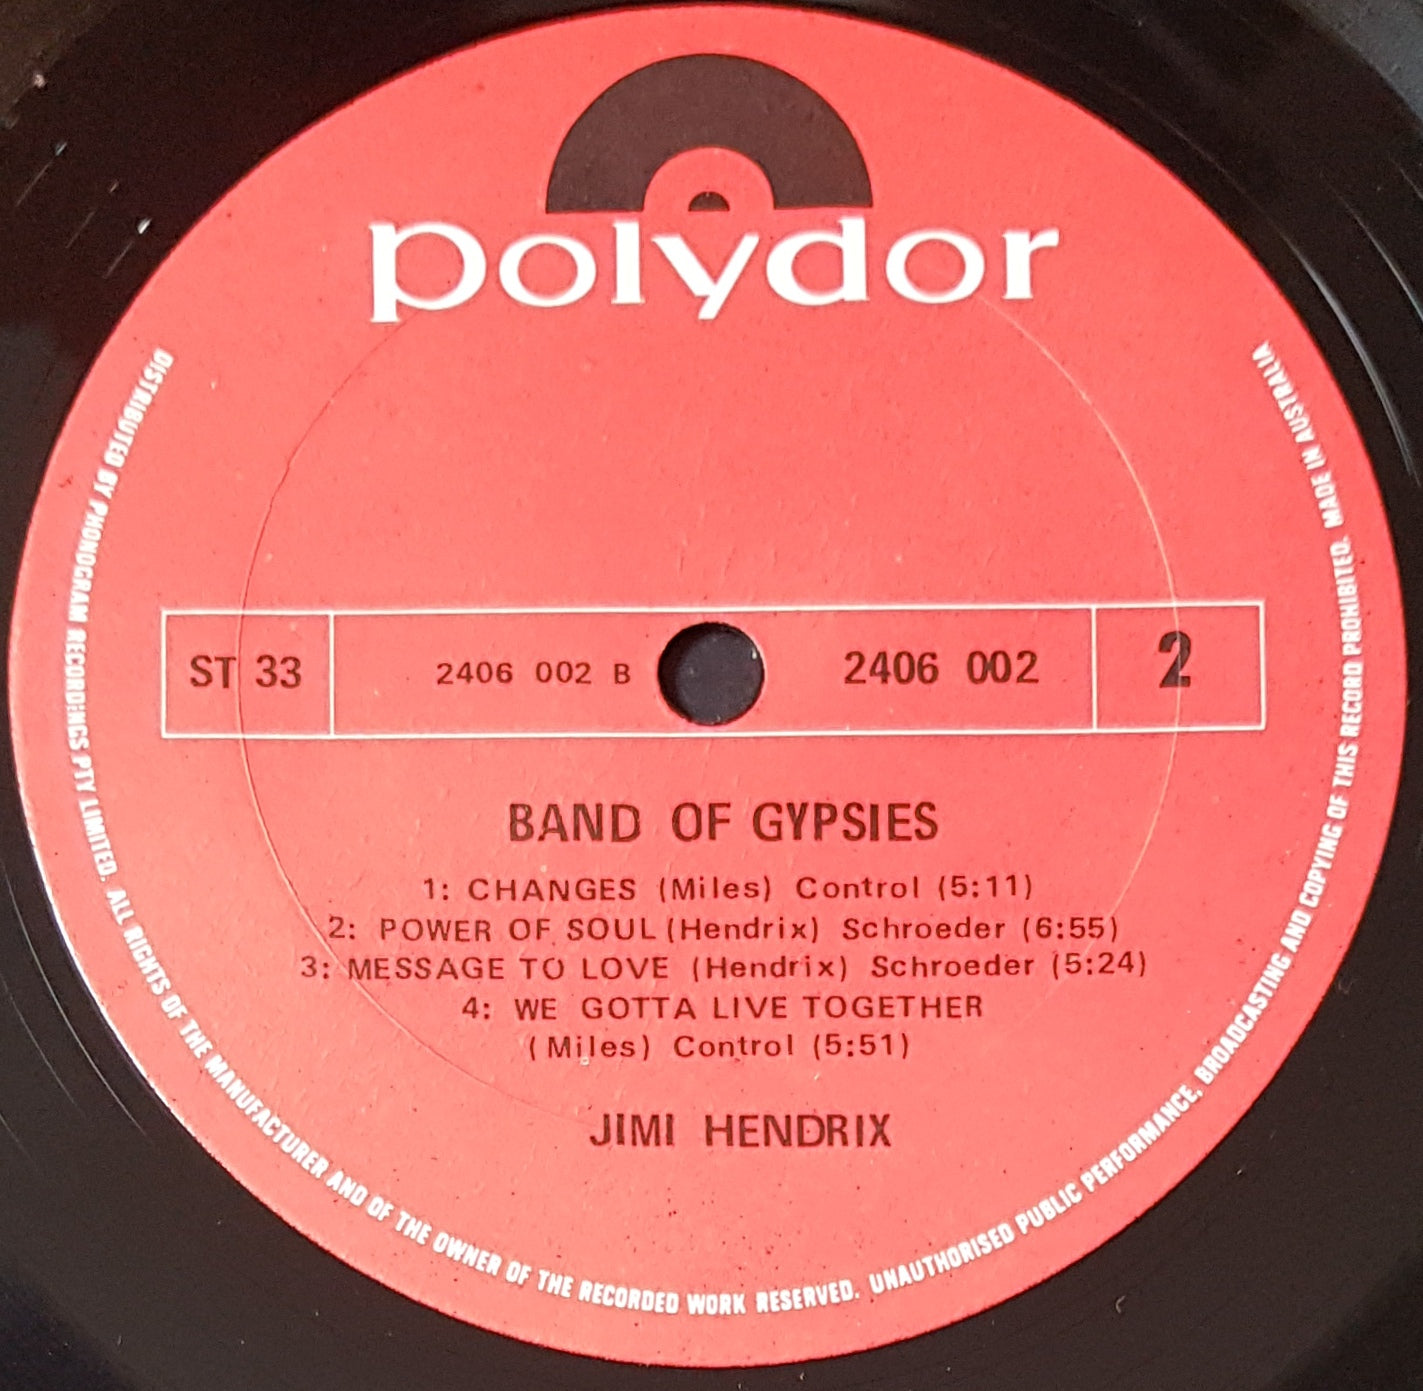 polydor
ST 33
2406 002 B
2406 002
2
BAND OF GYPSIES
1: CHANGES (Miles) Control (5:11)
2: POWER OF SOUL (Hendrix) Schroeder (6:55)
3: MESSAGE TO LOVE (Hendrix) Schroeder (5:24)
4: WE GOTTA LIVE TOGETHER
(Miles) Control (5:51)
JIMI HENDRIX
DISTRIBUTED BY PHONOGRAM RECORDINGS PTY LIMITED. ALL RIGHTS OF THE MANUFACTURER AND OF THE OWNER OF THE RECORDED WORK RESERVED. UNAUTHORISED PUBLIC PERFORMANCE, BROADCASTING AND COPYING OF THIS RECORD PROHIBITED. MADE IN AUSTRALIA